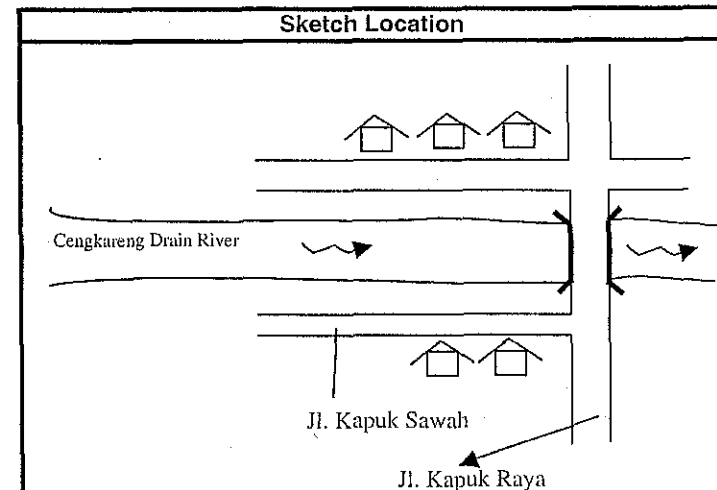 Sketch Location
Cengkareng Drain River
Jl. Kapuk Sawah
Jl. Kapuk Raya